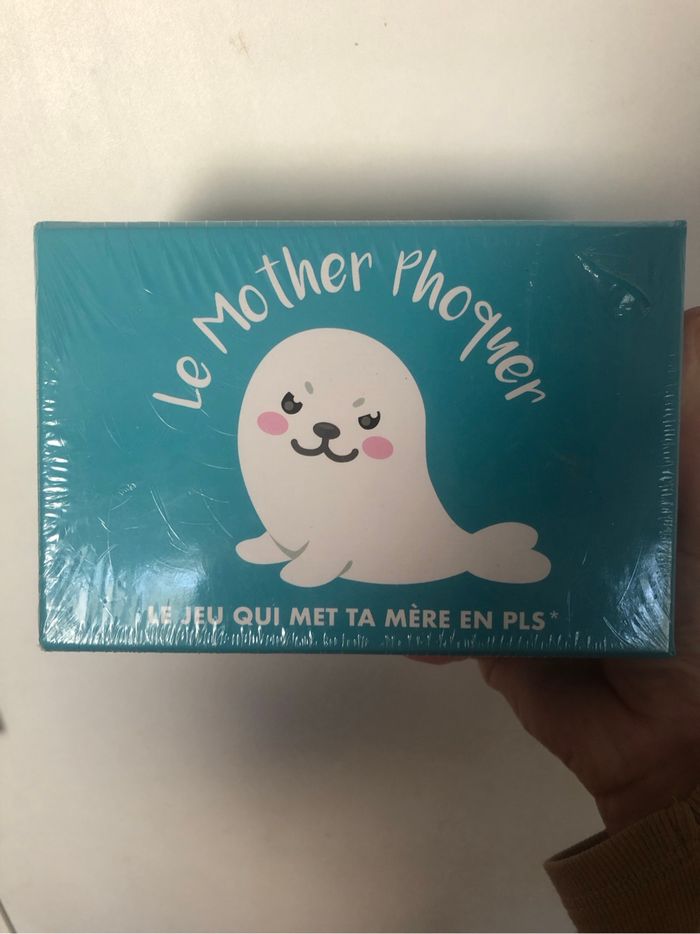 Le Mother Phoquer
LE JEU QUI MET TA MÈRE EN PLS*